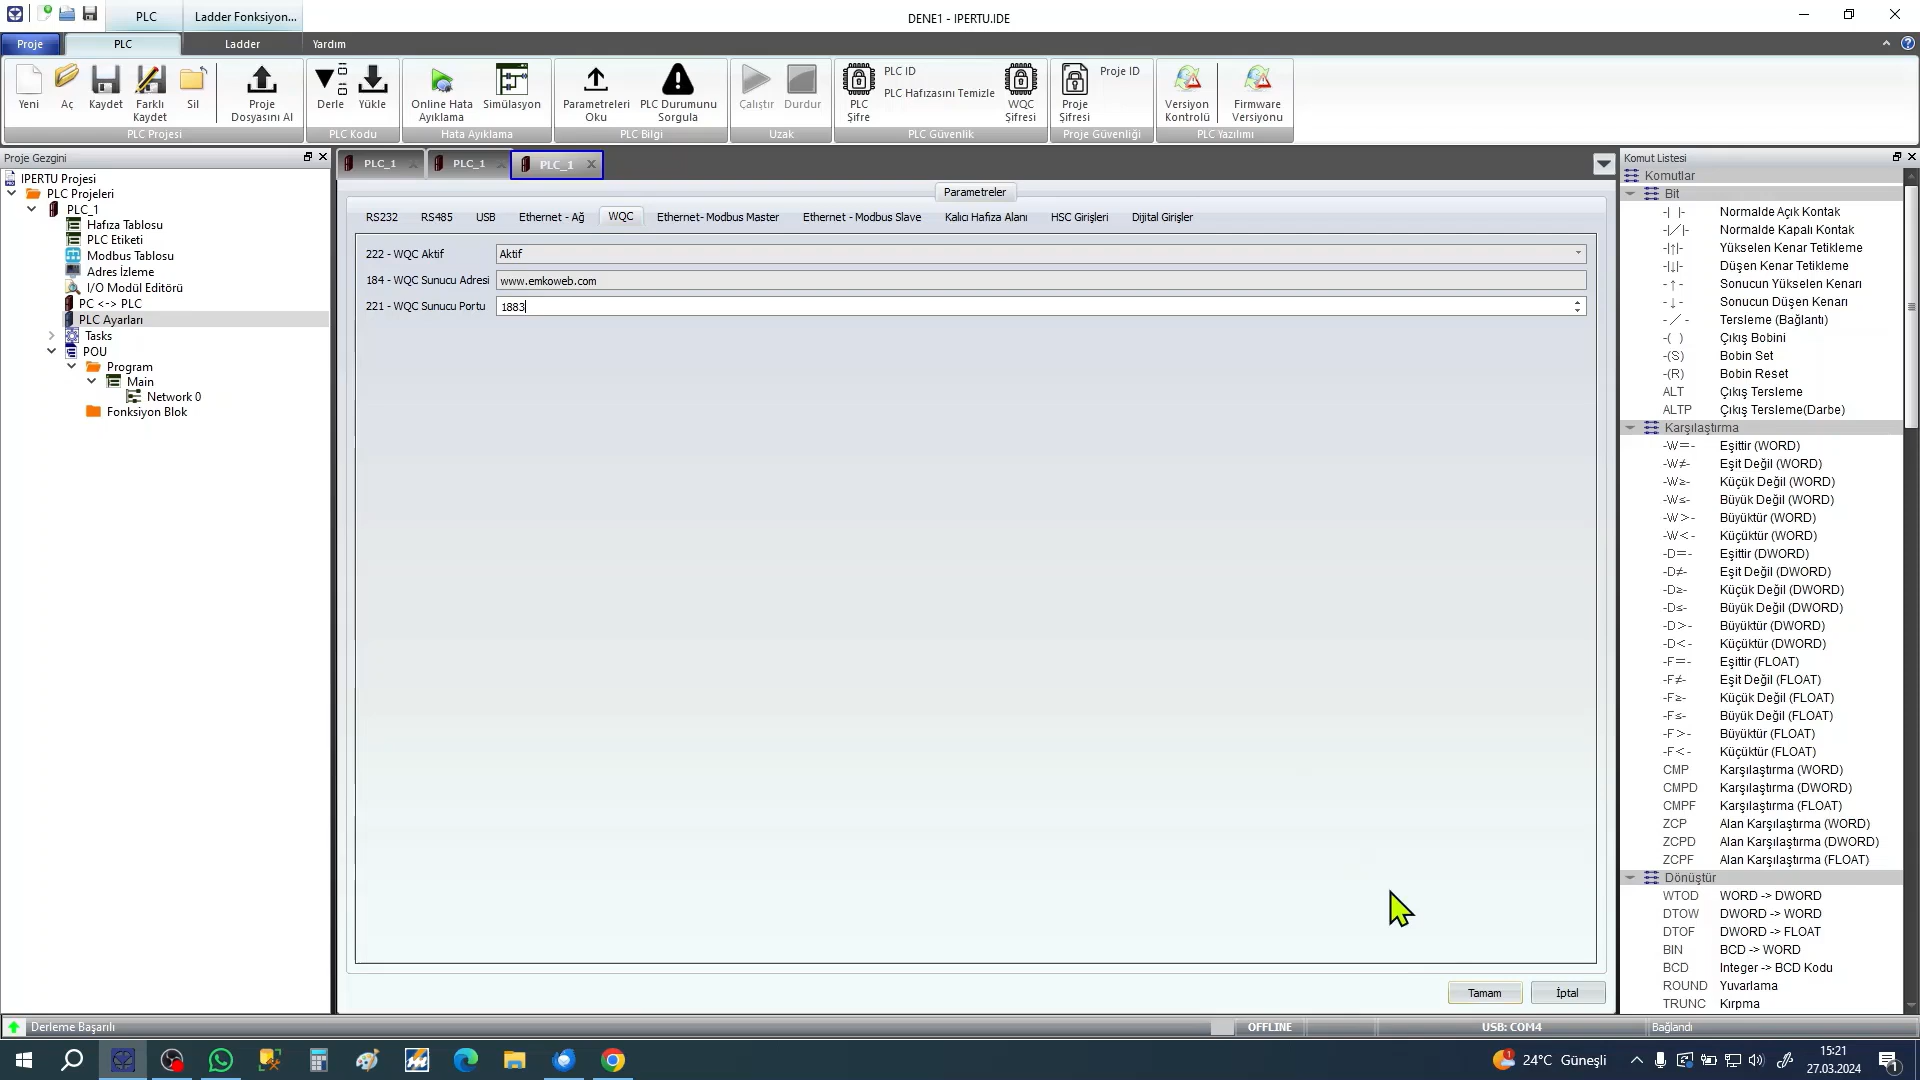 PLC
Ladder Fonksiyon...
DENE1 - IPERTU.IDE
Proje
PLC
Ladder
Yardım
Yeni
Aç
Kaydet
Farklı Kaydet
Sil
Proje Dosyasını Al
Derle
Yükle
Online Hata Ayıklama
Simülasyon
Parametreleri Oku
PLC Durumunu Sorgula
Çalıştır
Durdur
PLC Şifre
PLC ID
PLC Hafızasını Temizle
WQC Şifresi
Proje Şifresi
Proje ID
Versiyon Kontrolü
Firmware Versiyonu
PLC Projesi
PLC Kodu
Hata Ayıklama
PLC Bilgi
Uzak
PLC Güvenlik
Proje Güvenliği
PLC Yazılımı
Proje Gezgini
IPERTU Projesi
PLC Projeleri
PLC_1
Hafıza Tablosu
PLC Etiketi
Modbus Tablosu
Adres İzleme
I/O Modül Editörü
PC <-> PLC
PLC Ayarları
Tasks
POU
Program
Main
Network 0
Fonksiyon Blok
PLC_1
PLC_1
PLC_1
Parametreler
RS232
RS485
USB
Ethernet - Ağ
WQC
Ethernet- Modbus Master
Ethernet - Modbus Slave
Kalıcı Hafıza Alanı
HSC Girişleri
Dijital Girişler
222 - WQC Aktif
Aktif
184 - WQC Sunucu Adresi
www.emkoweb.com
221 - WQC Sunucu Portu
1883
Tamam
İptal
Komut Listesi
Komutlar
Bit
-| |- Normalde Açık Kontak
-|/|- Normalde Kapalı Kontak
-|↑|- Yükselen Kenar Tetikleme
-|↓|- Düşen Kenar Tetikleme
-↑- Sonucun Yükselen Kenarı
-↓- Sonucun Düşen Kenarı
-/- Tersleme (Bağlantı)
-( ) Çıkış Bobini
-(S) Bobin Set
-(R) Bobin Reset
ALT Çıkış Tersleme
ALTP Çıkış Tersleme(Darbe)
Karşılaştırma
-W=- Eşittir (WORD)
-W≠- Eşit Değil (WORD)
-W≥- Küçük Değil (WORD)
-W≤- Büyük Değil (WORD)
-W>- Büyüktür (WORD)
-W<- Küçüktür (WORD)
-D=- Eşittir (DWORD)
-D≠- Eşit Değil (DWORD)
-D≥- Küçük Değil (DWORD)
-D≤- Büyük Değil (DWORD)
-D>- Büyüktür (DWORD)
-D<- Küçüktür (DWORD)
-F=- Eşittir (FLOAT)
-F≠- Eşit Değil (FLOAT)
-F≥- Küçük Değil (FLOAT)
-F≤- Büyük Değil (FLOAT)
-F>- Büyüktür (FLOAT)
-F<- Küçüktür (FLOAT)
CMP Karşılaştırma (WORD)
CMPD Karşılaştırma (DWORD)
CMPF Karşılaştırma (FLOAT)
ZCP Alan Karşılaştırma (WORD)
ZCPD Alan Karşılaştırma (DWORD)
ZCPF Alan Karşılaştırma (FLOAT)
Dönüştür
WTOD WORD -> DWORD
DTOW DWORD -> WORD
DTOF DWORD -> FLOAT
BIN BCD -> WORD
BCD Integer -> BCD Kodu
ROUND Yuvarlama
TRUNC Kırpma
Derleme Başarılı
OFFLINE
USB: COM4
Bağlandı
1
24°C Güneşli
15:21
27.03.2024
1